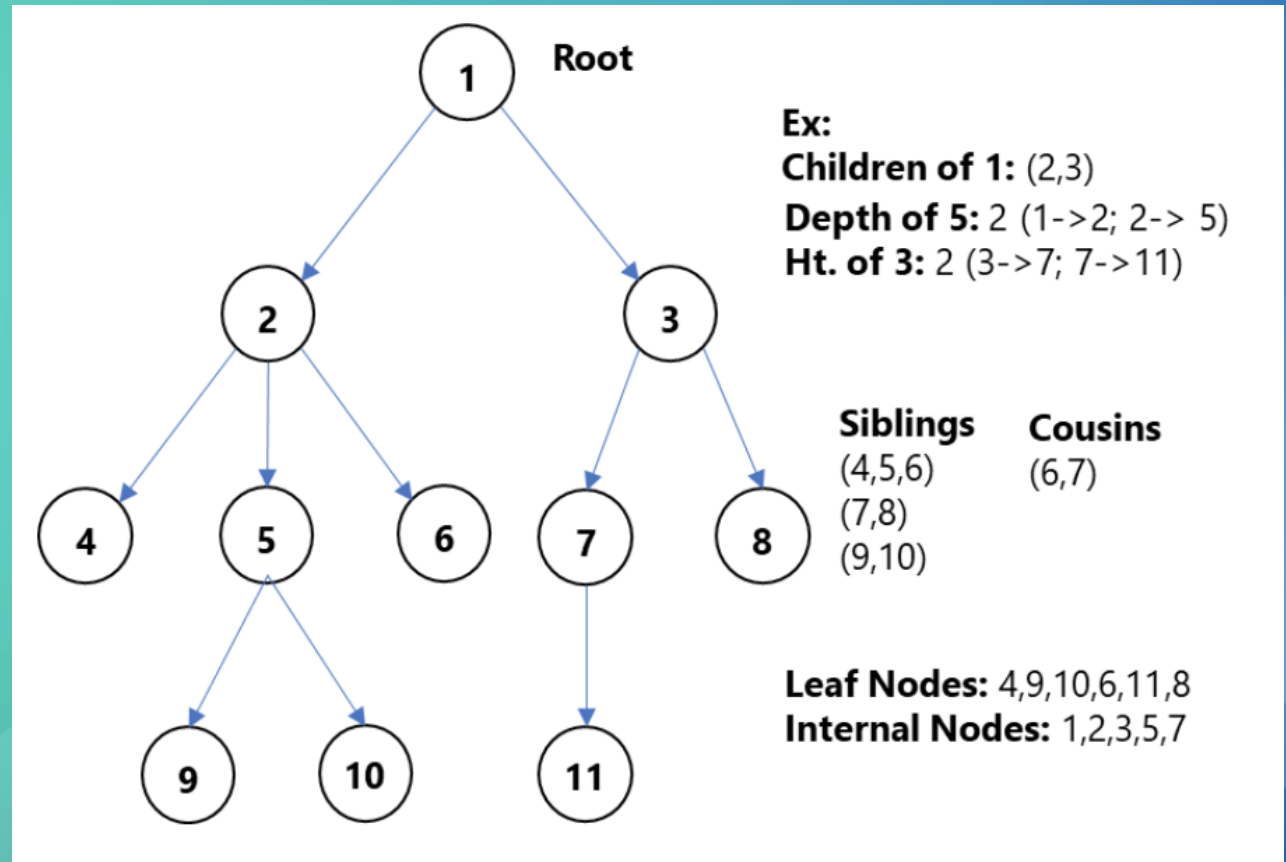 1
Root
Ex:
Children of 1: (2,3)
Depth of 5: 2 (1->2; 2-> 5)
Ht. of 3: 2 (3->7; 7->11)
2
3
Siblings
(4,5,6)
(7,8)
(9,10)
Cousins
(6,7)
4
5
6
7
8
Leaf Nodes: 4,9,10,6,11,8
Internal Nodes: 1,2,3,5,7
9
10
11